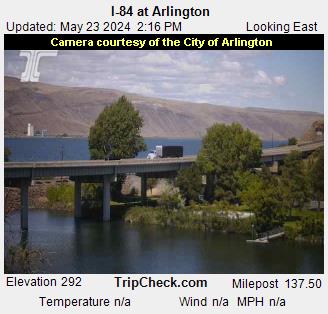 I-84 at Arlington
Updated: May 23 2024 2:16 PM Looking East
Camera courtesy of the City of Arlington
Elevation 292 TripCheck.com Milepost 137.50
Temperature n/a Wind n/a MPH n/a